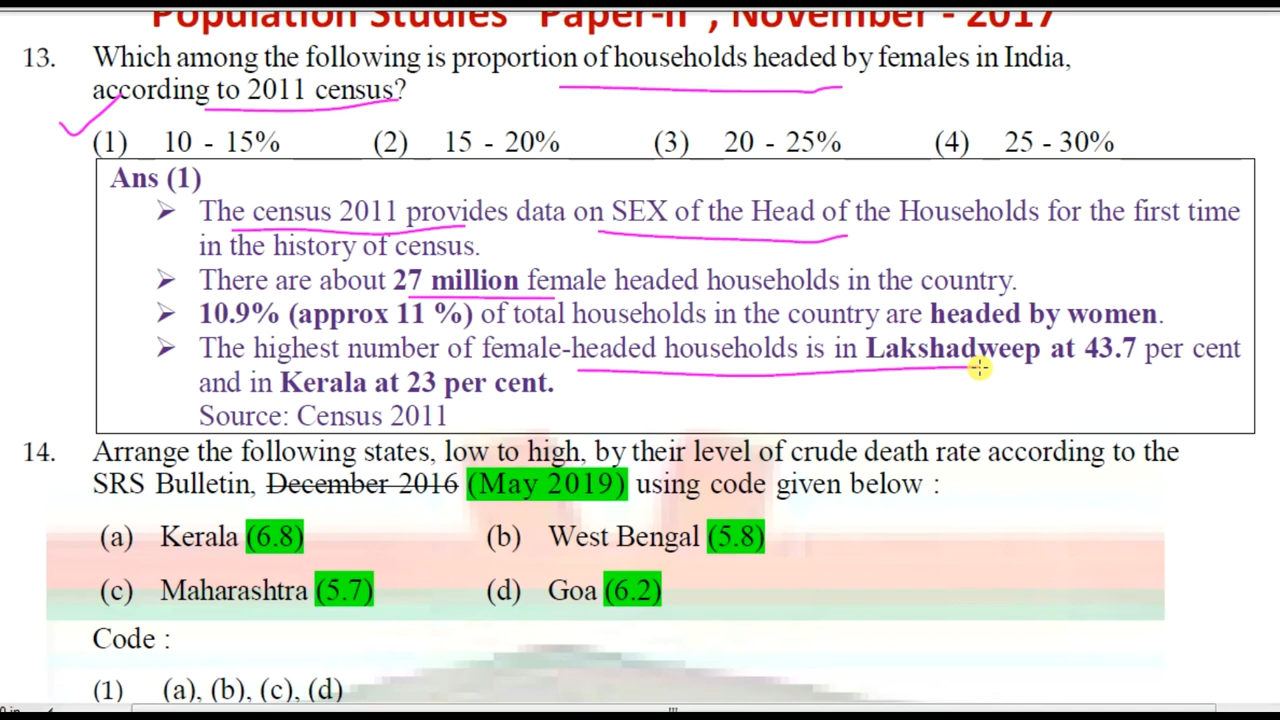 Population Studies "Paper-II", November - 2017
13. Which among the following is proportion of households headed by females in India,
according to 2011 census?
(1) 10 - 15% (2) 15 - 20% (3) 20 - 25% (4) 25 - 30%
Ans (1)
➢ The census 2011 provides data on SEX of the Head of the Households for the first time
in the history of census.
➢ There are about 27 million female headed households in the country.
➢ 10.9% (approx 11 %) of total households in the country are headed by women.
➢ The highest number of female-headed households is in Lakshadweep at 43.7 per cent
and in Kerala at 23 per cent.
Source: Census 2011
14. Arrange the following states, low to high, by their level of crude death rate according to the
SRS Bulletin, December 2016 (May 2019) using code given below :
(a) Kerala (6.8) (b) West Bengal (5.8)
(c) Maharashtra (5.7) (d) Goa (6.2)
Code :
(1) (a), (b), (c), (d)